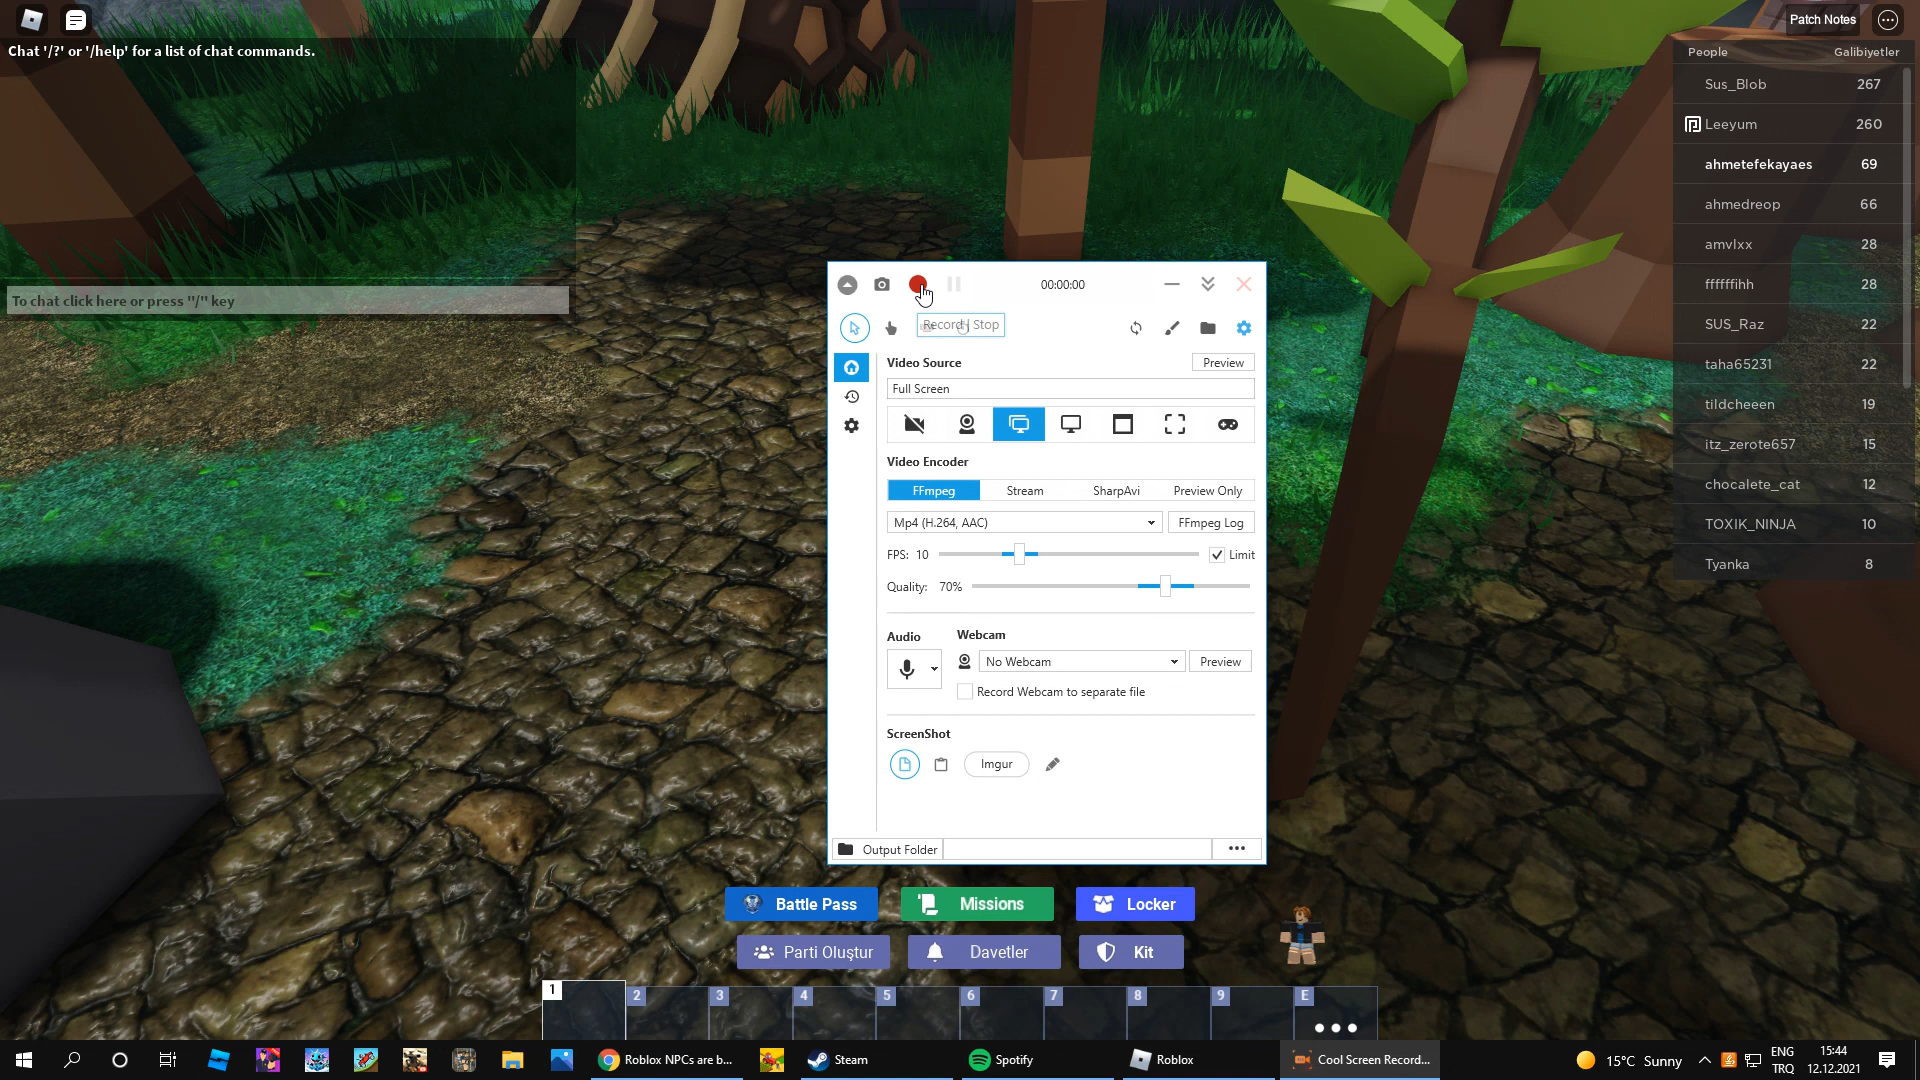 Patch Notes
Chat '/?' or '/help' for a list of chat commands.
To chat click here or press "/" key
People Galibiyetler
Sus_Blob 267
Leeyum 260
ahmetefekayaes 69
ahmedreop 66
amvlxx 28
ffffffihh 28
SUS_Raz 22
taha65231 22
tildcheeen 19
itz_zerote657 15
chocalete_cat 12
TOXIK_NINJA 10
Tyanka 8
00:00:00
Record | Stop
Video Source Preview
Full Screen
Video Encoder
FFmpeg Stream SharpAvi Preview Only
Mp4 (H.264, AAC) FFmpeg Log
FPS: 10 Limit
Quality: 70%
Audio Webcam
No Webcam Preview
Record Webcam to separate file
ScreenShot
Imgur
Output Folder
Battle Pass Missions Locker
Parti Oluştur Davetler Kit
1 2 3 4 5 6 7 8 9 E
Roblox NPCs are b... Steam Spotify Roblox Cool Screen Record... 15°C Sunny ENG 15:44
TRQ 12.12.2021